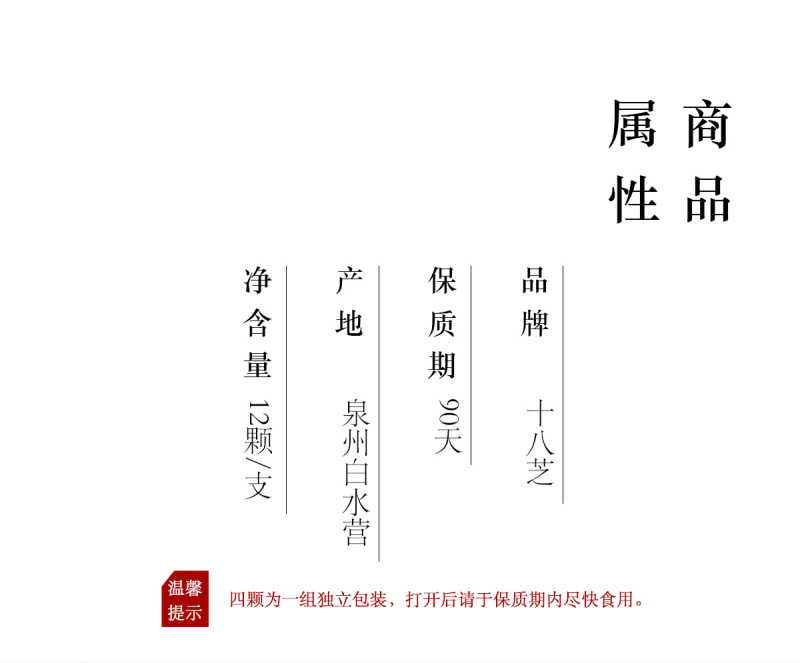 商品
属性
品牌 十八芝
保质期 90天
产地 泉州白水营
净含量 12颗/支
温馨
提示
四颗为一组独立包装，打开后请于保质期内尽快食用。